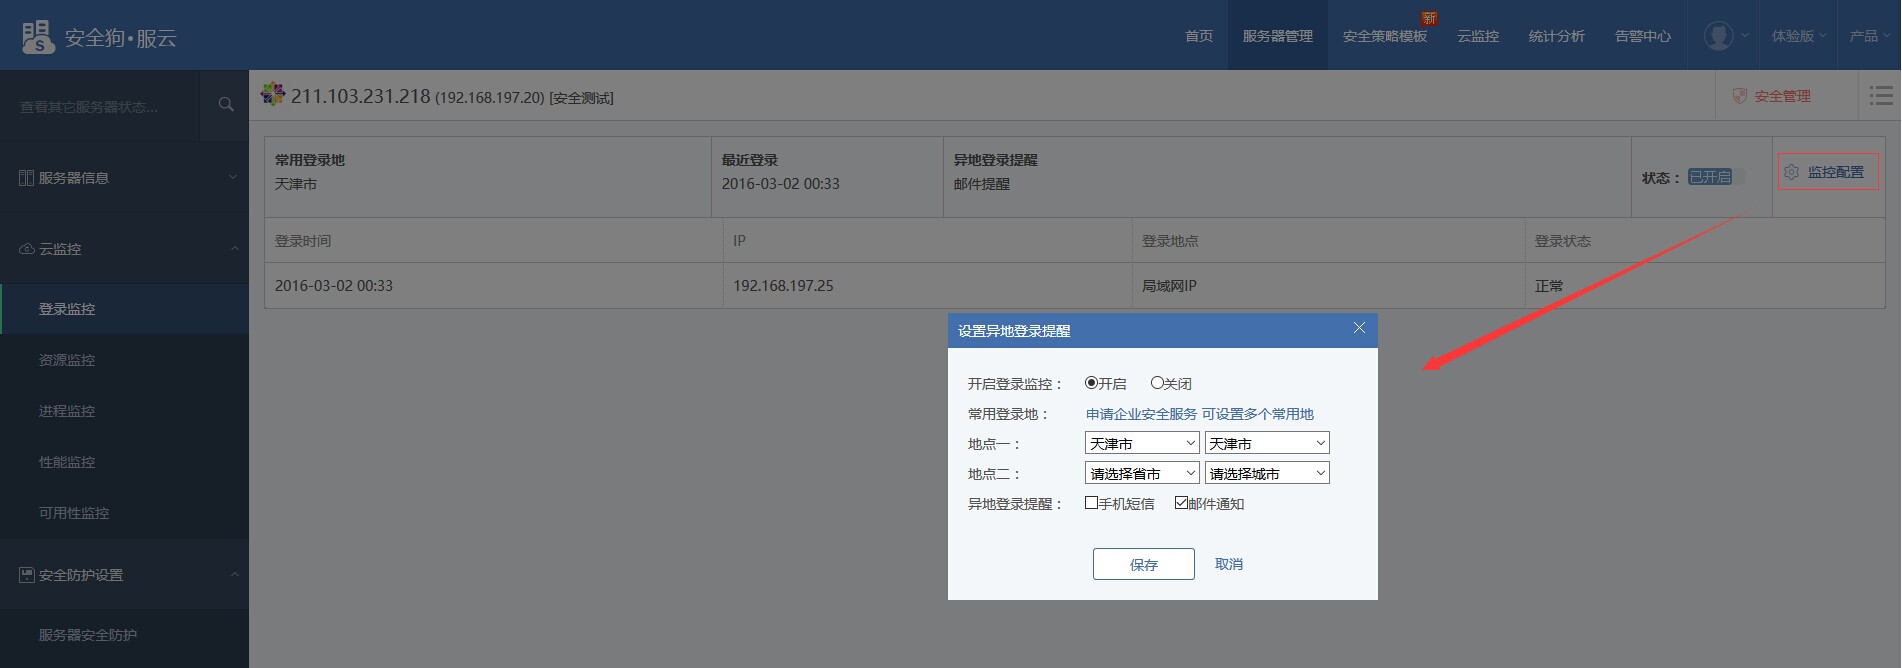 安全狗•服云
首页 服务器管理 安全策略模板 新 云监控 统计分析 告警中心 体验版 产品
查看其它服务器状态...
211.103.231.218 (192.168.197.20) [安全测试]
安全管理
服务器信息
云监控
登录监控
资源监控
进程监控
性能监控
可用性监控
安全防护设置
服务器安全防护
常用登录地 最近登录 异地登录提醒
天津市 2016-03-02 00:33 邮件提醒
状态： 已开启 监控配置
登录时间 IP 登录地点 登录状态
2016-03-02 00:33 192.168.197.25 局域网IP 正常
设置异地登录提醒
开启登录监控： 开启 关闭
常用登录地： 申请企业安全服务 可设置多个常用地
地点一： 天津市 天津市
地点二： 请选择省市 请选择城市
异地登录提醒： 手机短信 邮件通知
保存 取消